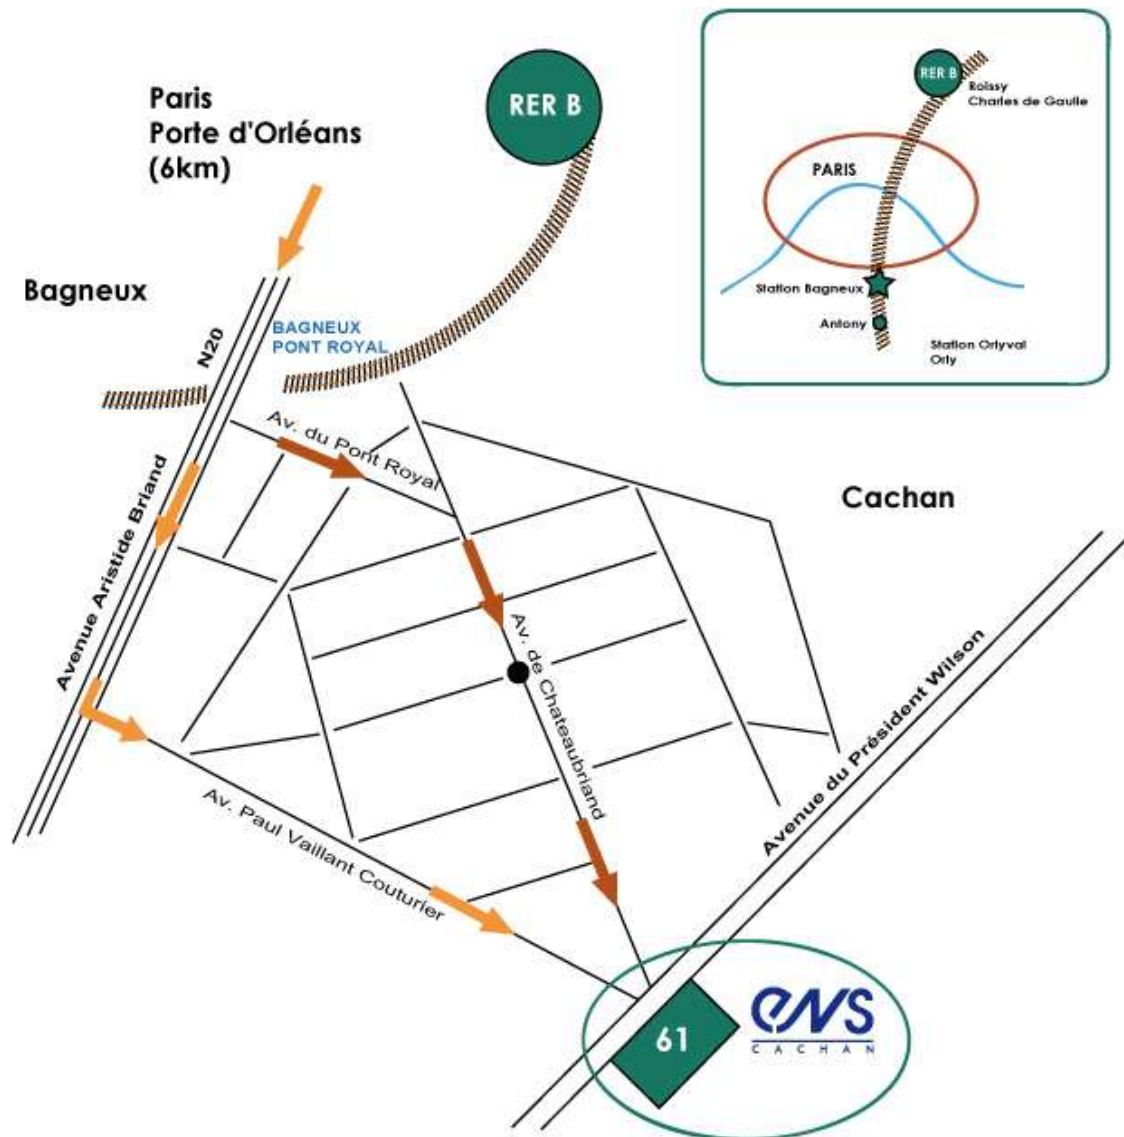 Paris
Porte d'Orléans
(6km)
RER B
RER B
Roissy
Charles de Gaulle
PARIS
Station Bagneux
Antony
Station Orlyval
Orly
Bagneux
N20
BAGNEUX
PONT ROYAL
Av. du Pont Royal
Cachan
Avenue Aristide Briand
Av. de Chateaubriand
Avenue du Président Wilson
Av. Paul Vaillant Couturier
61
ens
CACHAN